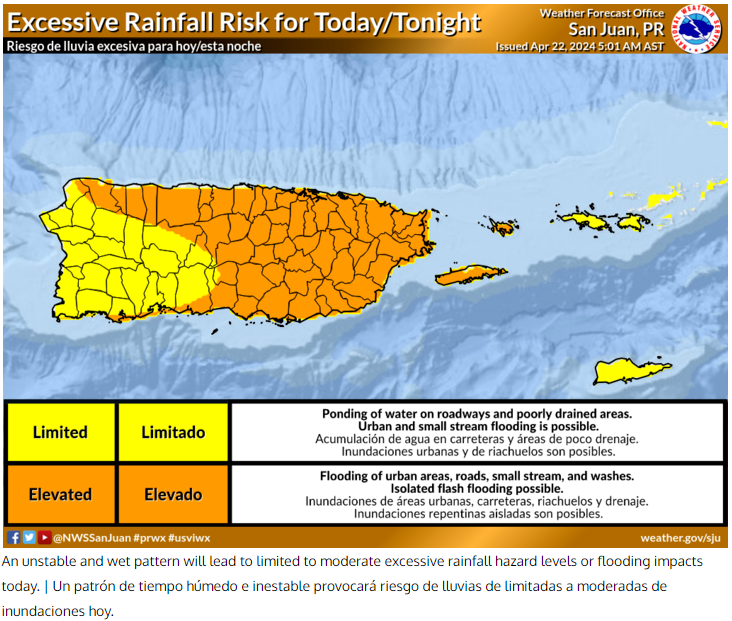 Excessive Rainfall Risk for Today/Tonight
Riesgo de lluvia excesiva para hoy/esta noche
Weather Forecast Office
San Juan, PR
Issued Apr 22, 2024 5:01 AM AST
NATIONAL WEATHER SERVICE
Limited
Limitado
Ponding of water on roadways and poorly drained areas.
Urban and small stream flooding is possible.
Acumulación de agua en carreteras y áreas de poco drenaje.
Inundaciones urbanas y de riachuelos son posibles.
Elevated
Elevado
Flooding of urban areas, roads, small stream, and washes.
Isolated flash flooding possible.
Inundaciones de áreas urbanas, carreteras, riachuelos y drenaje.
Inundaciones repentinas aisladas son posibles.
@NWSSanJuan #prwx #usviwx
weather.gov/sju
An unstable and wet pattern will lead to limited to moderate excessive rainfall hazard levels or flooding impacts
today. | Un patrón de tiempo húmedo e inestable provocará riesgo de lluvias de limitadas a moderadas de
inundaciones hoy.